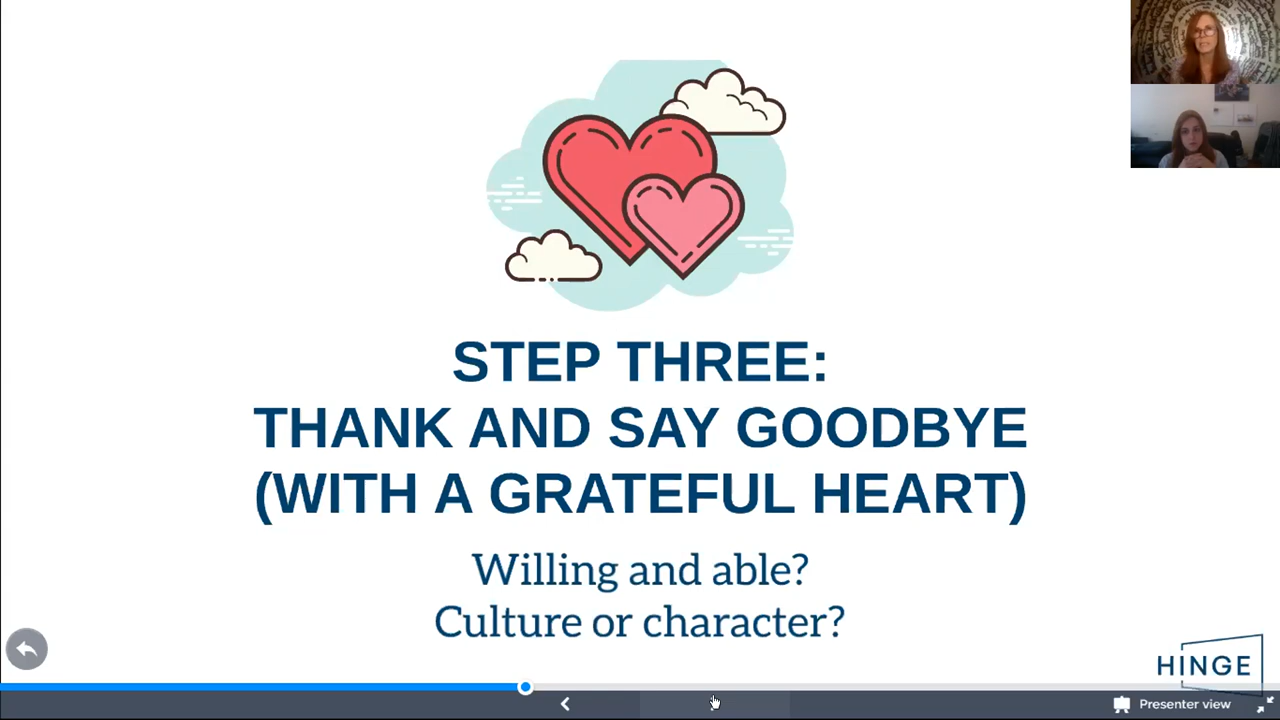 STEP THREE:
THANK AND SAY GOODBYE
(WITH A GRATEFUL HEART)
Willing and able?
Culture or character?
HINGE
Presenter view